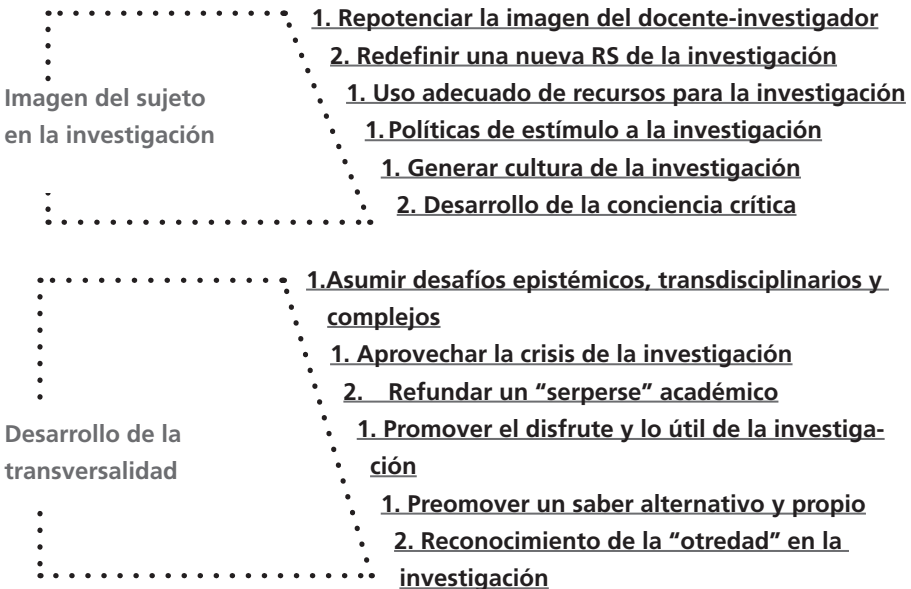 1. Repotenciar la imagen del docente-investigador
2. Redefinir una nueva RS de la investigación
1. Uso adecuado de recursos para la investigación
1. Políticas de estímulo a la investigación
1. Generar cultura de la investigación
2. Desarrollo de la conciencia crítica
Imagen del sujeto
en la investigación
1.Asumir desafíos epistémicos, transdisciplinarios y
complejos
1. Aprovechar la crisis de la investigación
2. Refundar un “serperse” académico
1. Promover el disfrute y lo útil de la investiga-
ción
1. Preomover un saber alternativo y propio
2. Reconocimiento de la “otredad” en la
investigación
Desarrollo de la
transversalidad